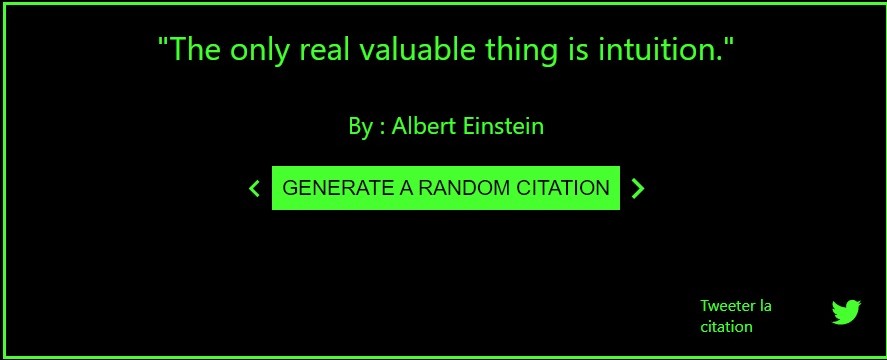 "The only real valuable thing is intuition."
By : Albert Einstein
GENERATE A RANDOM CITATION
Tweeter la
citation